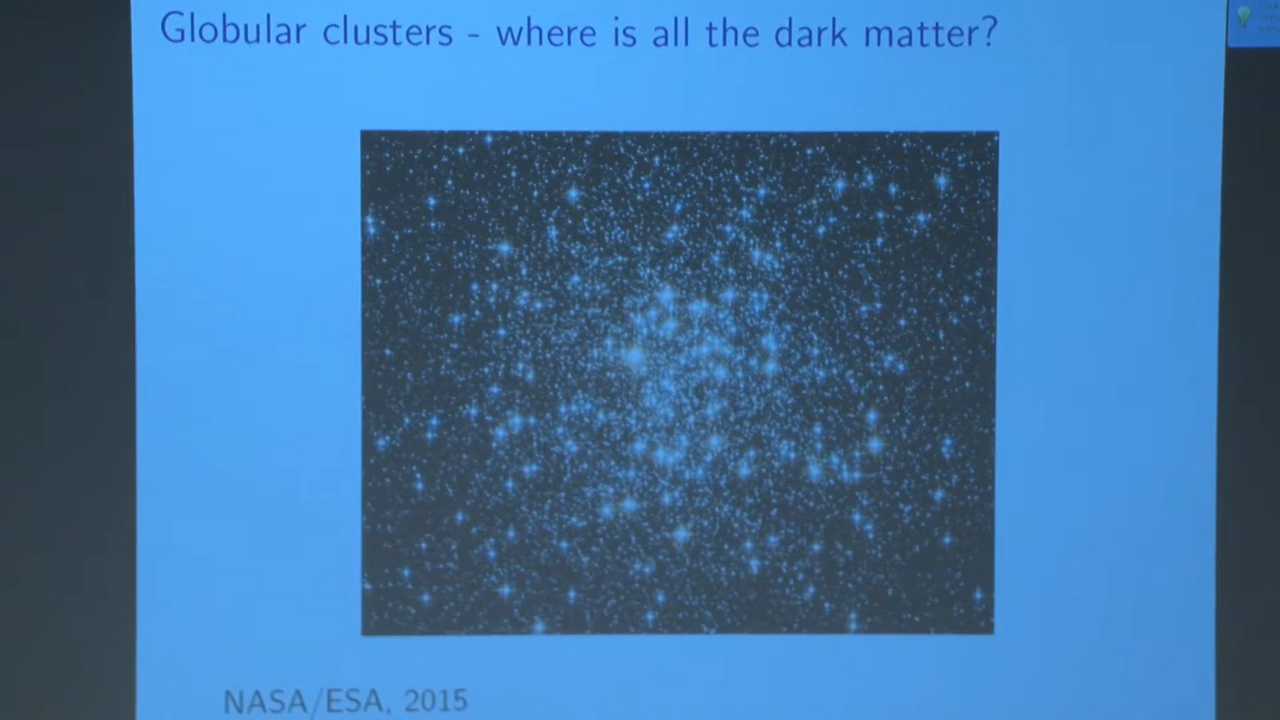 Globular clusters - where is all the dark matter?
NASA/ESA, 2015